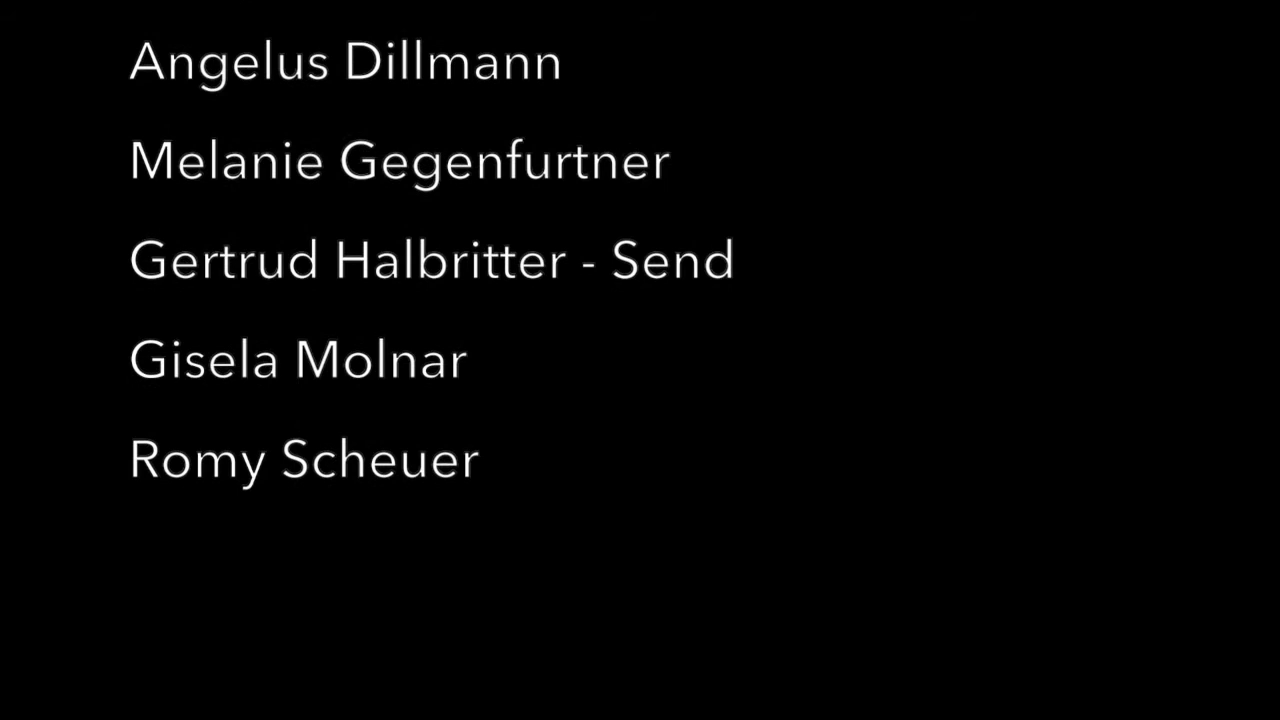 Angelus Dillmann
Melanie Gegenfurtner
Gertrud Halbritter - Send
Gisela Molnar
Romy Scheuer